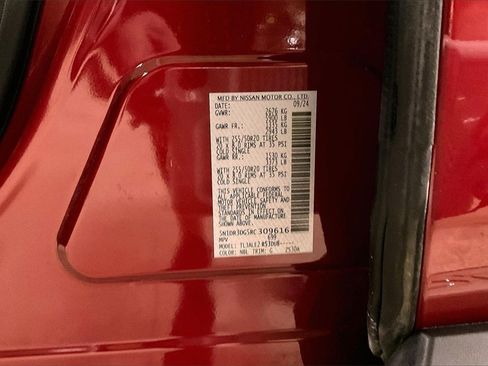 MFD BY NISSAN MOTOR CO., LTD.
DATE: 09/24
GVWR: 2676 KG
5900 LB
GAWR FR.: 1335 KG
2943 LB
WITH 255/50R20 TIRES
20 x 8.0 RIMS AT 35 PSI
COLD SINGLE
GAWR RR.: 1530 KG
3373 LB
WITH 255/50R20 TIRES
20 x 8.0 RIMS AT 35 PSI
COLD SINGLE
THIS VEHICLE CONFORMS TO
ALL APPLICABLE FEDERAL
MOTOR VEHICLE SAFETY AND
THEFT PREVENTION
STANDARDS IN EFFECT ON
THE DATE OF MANUFACTURE
SHOWN ABOVE.
309616
MPV 699
MODEL:
COLOR: NBL TRIM: G